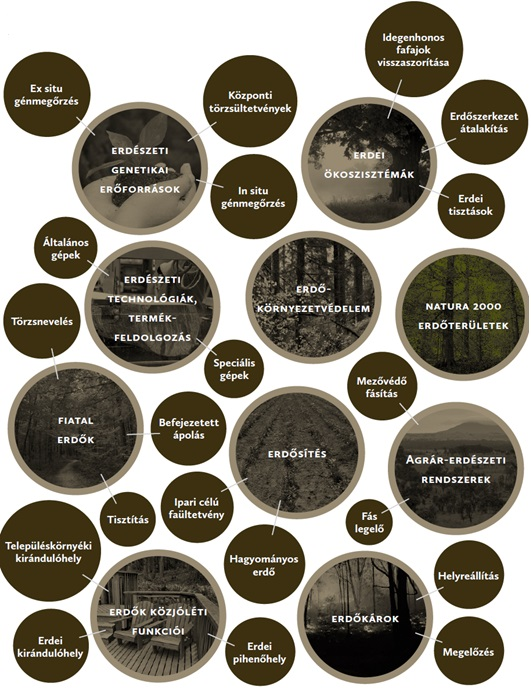 Idegenhonos
fafajok
visszaszorítása
Ex situ
génmegőrzés
Központi
törzsültetvények
Erdőszerkezet
átalakítás
ERDÉSZETI
GENETIKAI
ERŐFORRÁSOK
ERDEI
ÖKOSZISZTÉMÁK
In situ
génmegőrzés
Erdei
tisztások
Általános
gépek
ERDÉSZETI
TECHNOLÓGIÁK,
TERMÉK-
FELDOLGOZÁS
ERDŐ-
KÖRNYEZETVÉDELEM
NATURA 2000
ERDŐTERÜLETEK
Törzsnevelés
Speciális
gépek
Mezővédő
fásítás
FIATAL
ERDŐK
Befejezetett
ápolás
ERDŐSÍTÉS
AGRÁR-ERDÉSZETI
RENDSZEREK
Tisztítás
Ipari célú
faültetvény
Fás
legelő
Településkörnyéki
kirándulóhely
Hagyományos
erdő
Helyreállítás
ERDŐK KÖZJÓLÉTI
FUNKCIÓI
ERDŐKÁROK
Erdei
kirándulóhely
Erdei
pihenőhely
Megelőzés